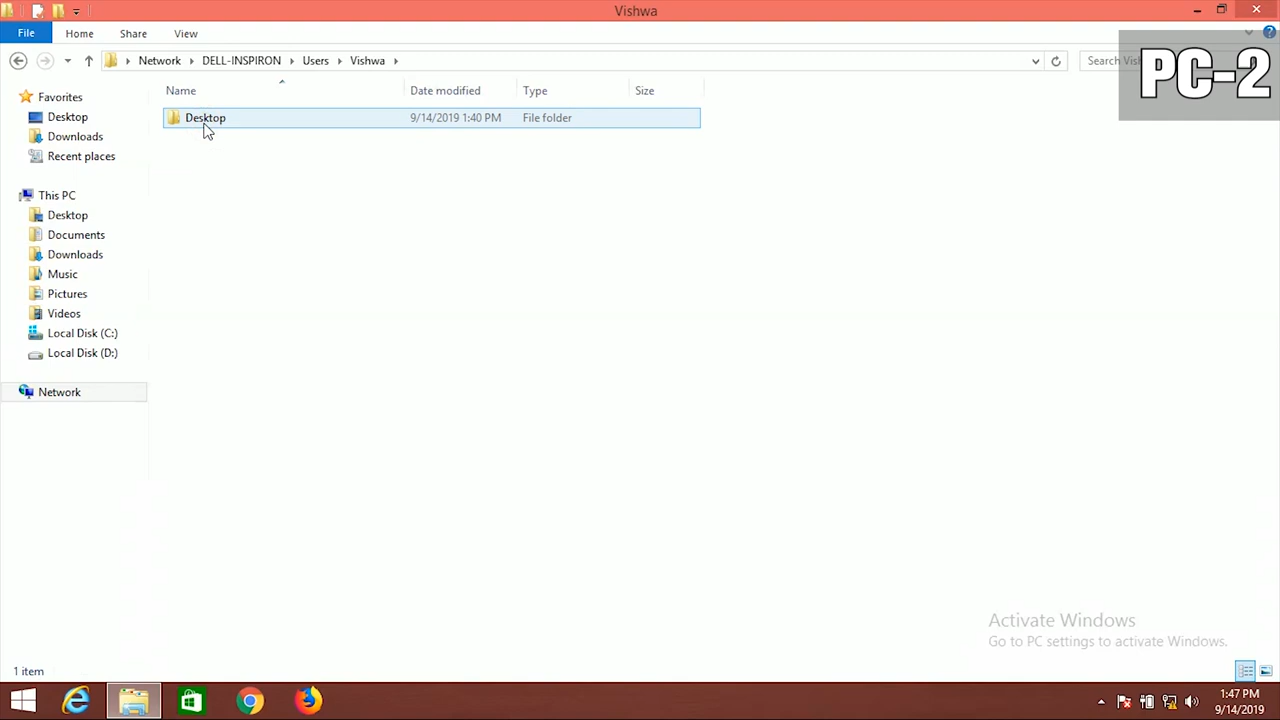 Vishwa
File Home Share View
Network DELL-INSPIRON Users Vishwa
Search Vis
PC-2
Name Date modified Type Size
Desktop 9/14/2019 1:40 PM File folder
Favorites
Desktop
Downloads
Recent places
This PC
Desktop
Documents
Downloads
Music
Pictures
Videos
Local Disk (C:)
Local Disk (D:)
Network
Activate Windows
Go to PC settings to activate Windows.
1 item
1:47 PM
9/14/2019